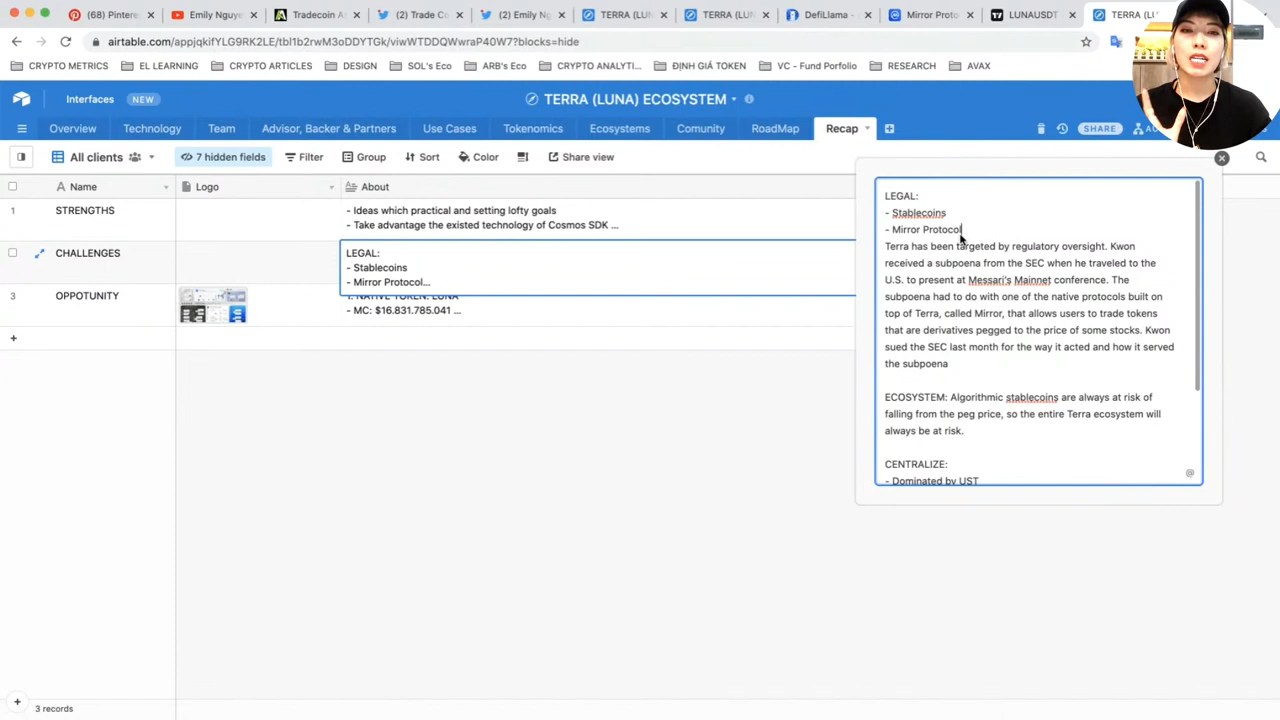 (68) Pinteres
Emily Nguye
Tradecoin A
(2) Trade Co
(2) Emily Ng
TERRA (LUN
TERRA (LUN
DefiLlama -
Mirror Proto
LUNAUSDT
TERRA (LU
airtable.com/appjqkifYLG9RK2LE/tbl1b2rwM3oDDYTGk/viwWTDDQWwraP40W7?blocks=hide
CRYPTO METRICS
EL LEARNING
CRYPTO ARTICLES
DESIGN
SOL's Eco
ARB's Eco
CRYPTO ANALYTI...
ĐỊNH GIÁ TOKEN
VC - Fund Porfolio
RESEARCH
AVAX
Interfaces
NEW
TERRA (LUNA) ECOSYSTEM
Overview
Technology
Team
Advisor, Backer & Partners
Use Cases
Tokenomics
Ecosystems
Comunity
RoadMap
Recap
SHARE
All clients
7 hidden fields
Filter
Group
Sort
Color
Share view
Name
Logo
About
1
STRENGTHS
- Ideas which practical and setting lofty goals
- Take advantage the existed technology of Cosmos SDK ...
CHALLENGES
LEGAL:
- Stablecoins
- Mirror Protocol...
3
OPPOTUNITY
1. NATIVE TOKEN: LUNA
- MC: $16.831.785.041 ...
LEGAL:
- Stablecoins
- Mirror Protocol
Terra has been targeted by regulatory oversight. Kwon
received a subpoena from the SEC when he traveled to the
U.S. to present at Messari's Mainnet conference. The
subpoena had to do with one of the native protocols built on
top of Terra, called Mirror, that allows users to trade tokens
that are derivatives pegged to the price of some stocks. Kwon
sued the SEC last month for the way it acted and how it served
the subpoena
ECOSYSTEM: Algorithmic stablecoins are always at risk of
falling from the peg price, so the entire Terra ecosystem will
always be at risk.
CENTRALIZE:
- Dominated by UST
@
3 records